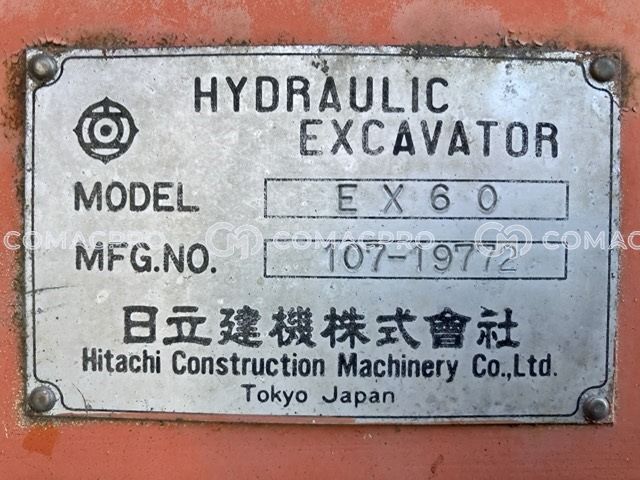 HYDRAULIC
EXCAVATOR
MODEL EX60
COMACPRO COMACPRO COMACPRO
MFG.NO. 107-19772
日立建機株式會社
Hitachi Construction Machinery Co.,Ltd.
Tokyo Japan